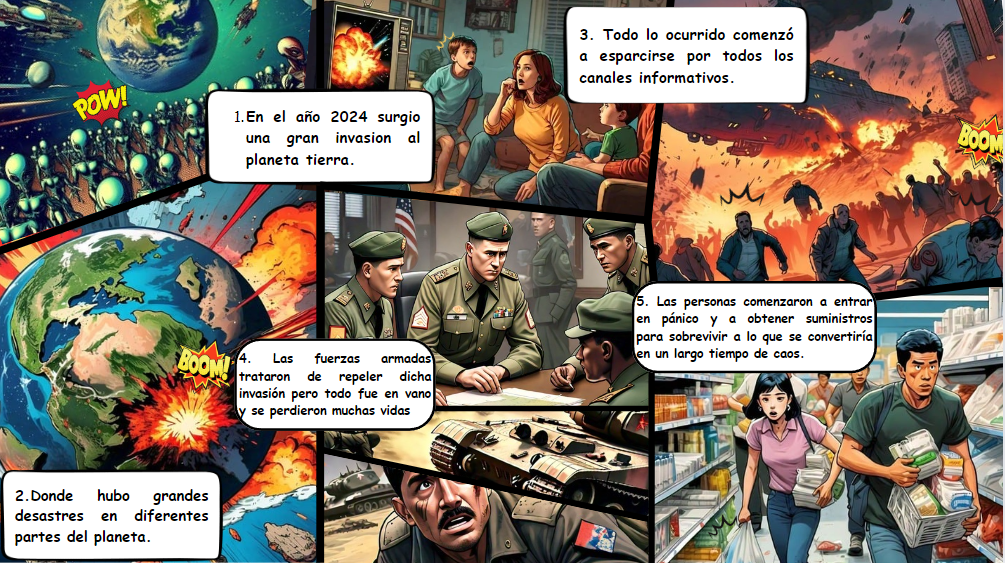 POW!
1.En el año 2024 surgio
una gran invasion al
planeta tierra.
2.Donde hubo grandes
desastres en diferentes
partes del planeta.
BOOM!
3. Todo lo ocurrido comenzó
a esparcirse por todos los
canales informativos.
BOOM
4. Las fuerzas armadas
trataron de repeler dicha
invasión pero todo fue en vano
y se perdieron muchas vidas
5. Las personas comenzaron a entrar
en pánico y a obtener suministros
para sobrevivir a lo que se convertiría
en un largo tiempo de caos.